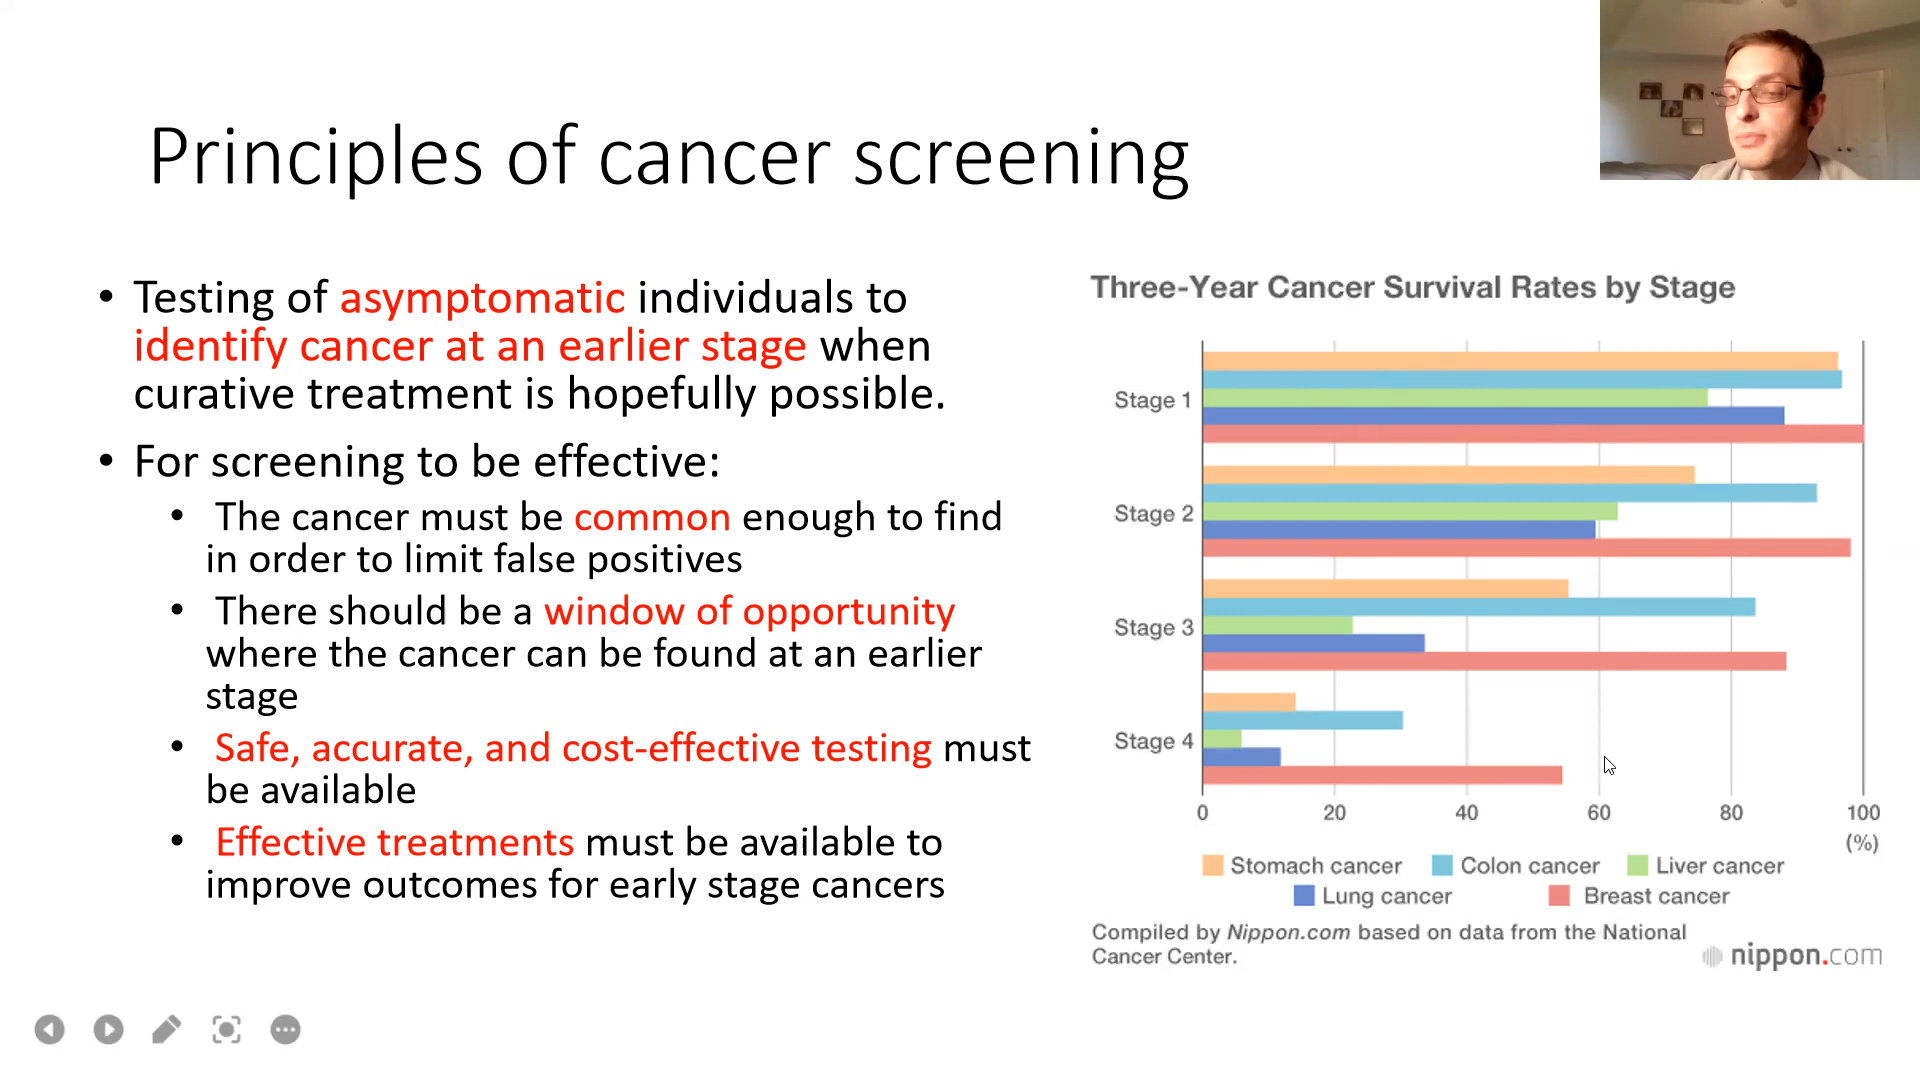 Principles of cancer screening
• Testing of asymptomatic individuals to
identify cancer at an earlier stage when
curative treatment is hopefully possible.
• For screening to be effective:
• The cancer must be common enough to find
in order to limit false positives
• There should be a window of opportunity
where the cancer can be found at an earlier
stage
• Safe, accurate, and cost-effective testing must
be available
• Effective treatments must be available to
improve outcomes for early stage cancers
Three-Year Cancer Survival Rates by Stage
Stage 1
Stage 2
Stage 3
Stage 4
0 20 40 60 80 100
(%)
Stomach cancer Colon cancer Liver cancer
Lung cancer Breast cancer
Compiled by Nippon.com based on data from the National
Cancer Center.
nippon.com